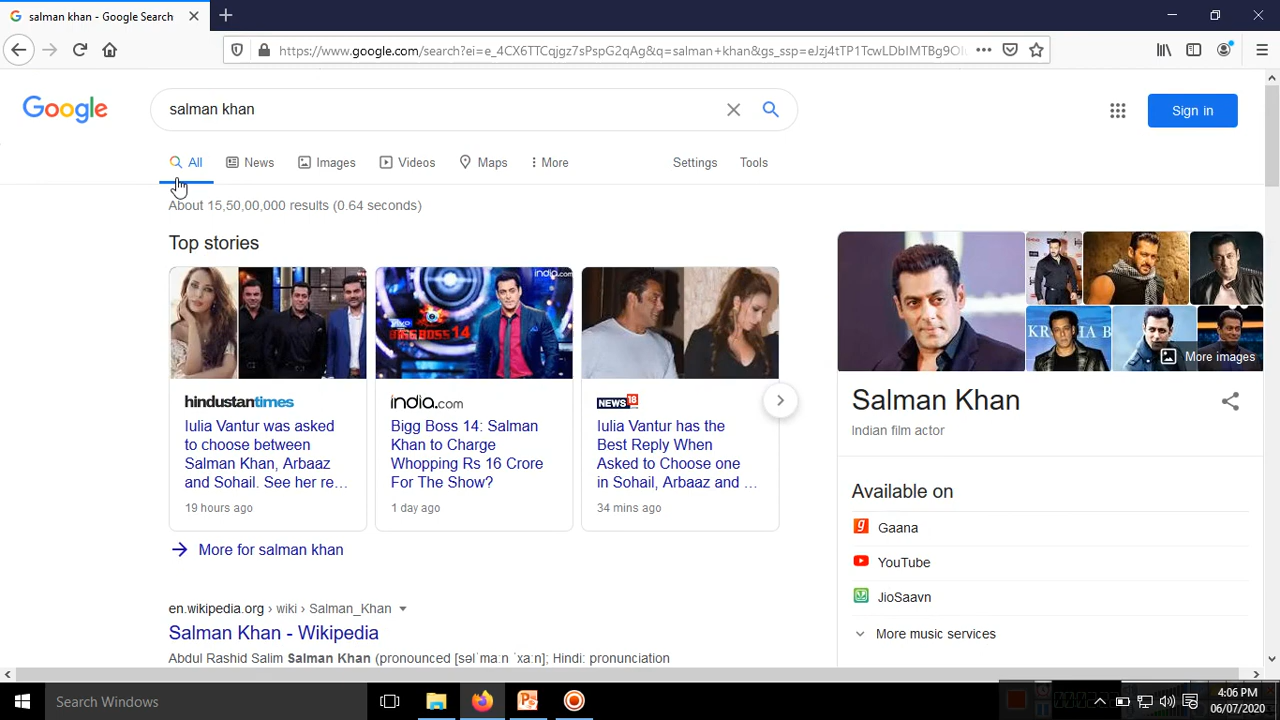 salman khan - Google Search
https://www.google.com/search?ei=e_4CX6TTCqjgz7sPspG2qAg&q=salman+khan&gs_ssp=eJzj4tTP1TcwLDbIMTBg9O
Google
salman khan
Sign in
All
News
Images
Videos
Maps
More
Settings
Tools
About 15,50,00,000 results (0.64 seconds)
Top stories
hindustantimes
Iulia Vantur was asked
to choose between
Salman Khan, Arbaaz
and Sohail. See her re...
19 hours ago
india.com
BIGG BOSS 14
india.com
Bigg Boss 14: Salman
Khan to Charge
Whopping Rs 16 Crore
For The Show?
1 day ago
NEWS18
Iulia Vantur has the
Best Reply When
Asked to Choose one
in Sohail, Arbaaz and ...
34 mins ago
More for salman khan
en.wikipedia.org › wiki › Salman_Khan
Salman Khan - Wikipedia
Abdul Rashid Salim Salman Khan (pronounced [səlˈmaːn ˈxaːn]; Hindi: pronunciation
More images
Salman Khan
Indian film actor
Available on
Gaana
YouTube
JioSaavn
More music services
Search Windows
4:06 PM
06/07/2020